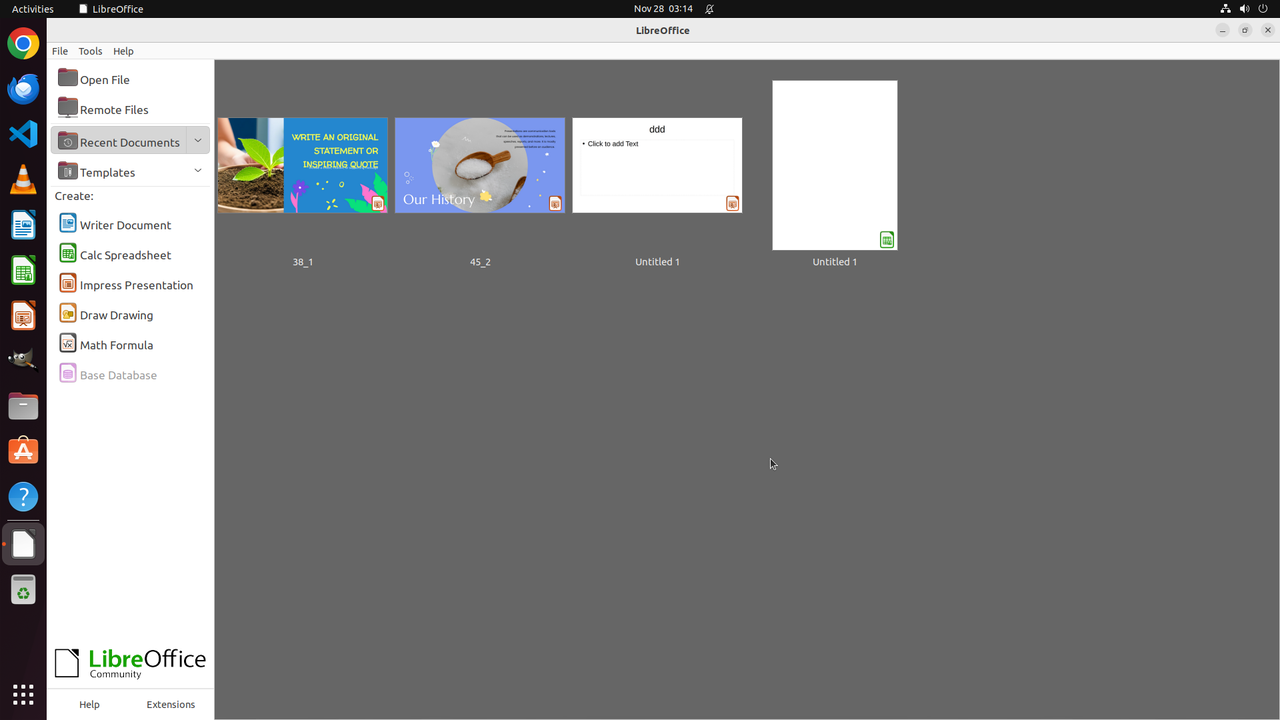 Activities
LibreOffice
Nov 28 03:14
LibreOffice
File Tools Help
Open File
Remote Files
Recent Documents
Templates
Create:
Writer Document
Calc Spreadsheet
Impress Presentation
Draw Drawing
Math Formula
Base Database
WRITE AN ORIGINAL
STATEMENT OR
INSPIRING QUOTE
38_1
Our History
45_2
ddd
• Click to add Text
Untitled 1
Untitled 1
LibreOffice
Community
Help
Extensions